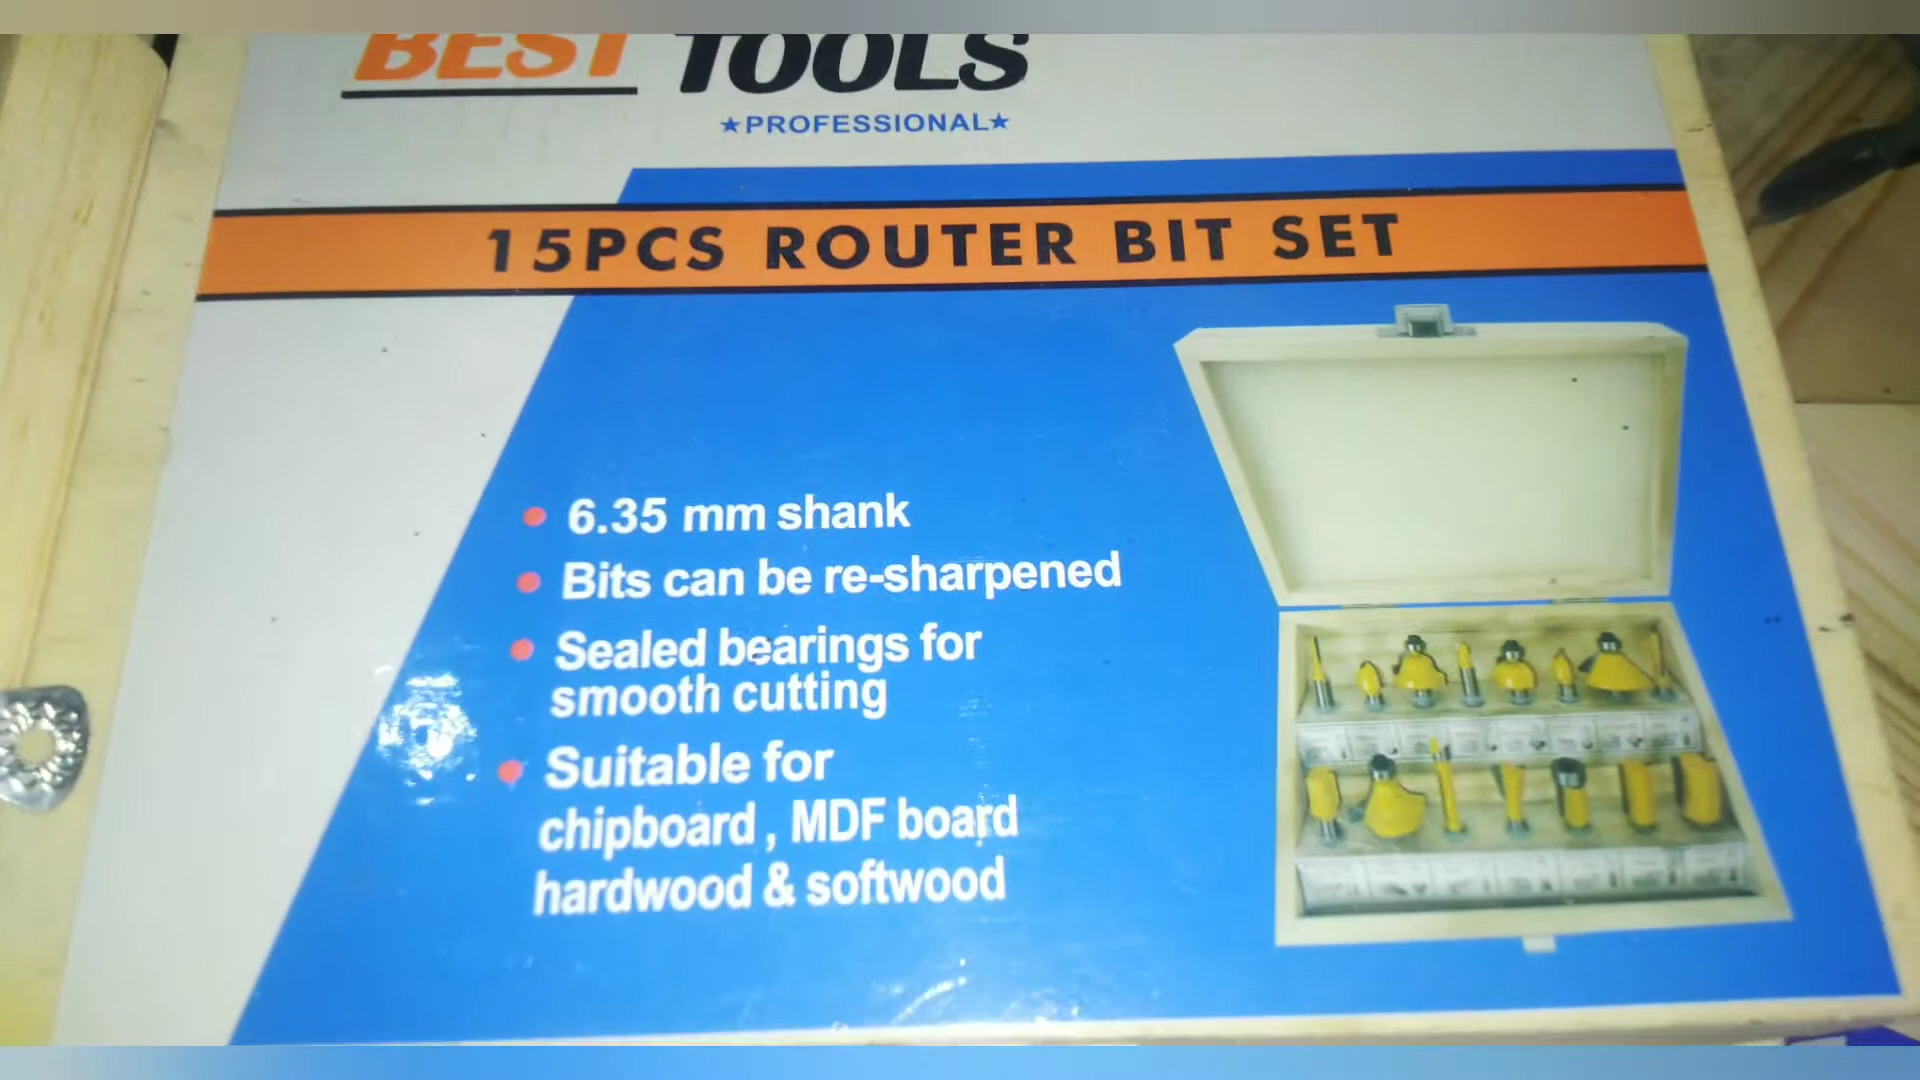 BEST TOOLS
★PROFESSIONAL★
15PCS ROUTER BIT SET
• 6.35 mm shank
• Bits can be re-sharpened
• Sealed bearings for
smooth cutting
• Suitable for
chipboard , MDF board
hardwood & softwood